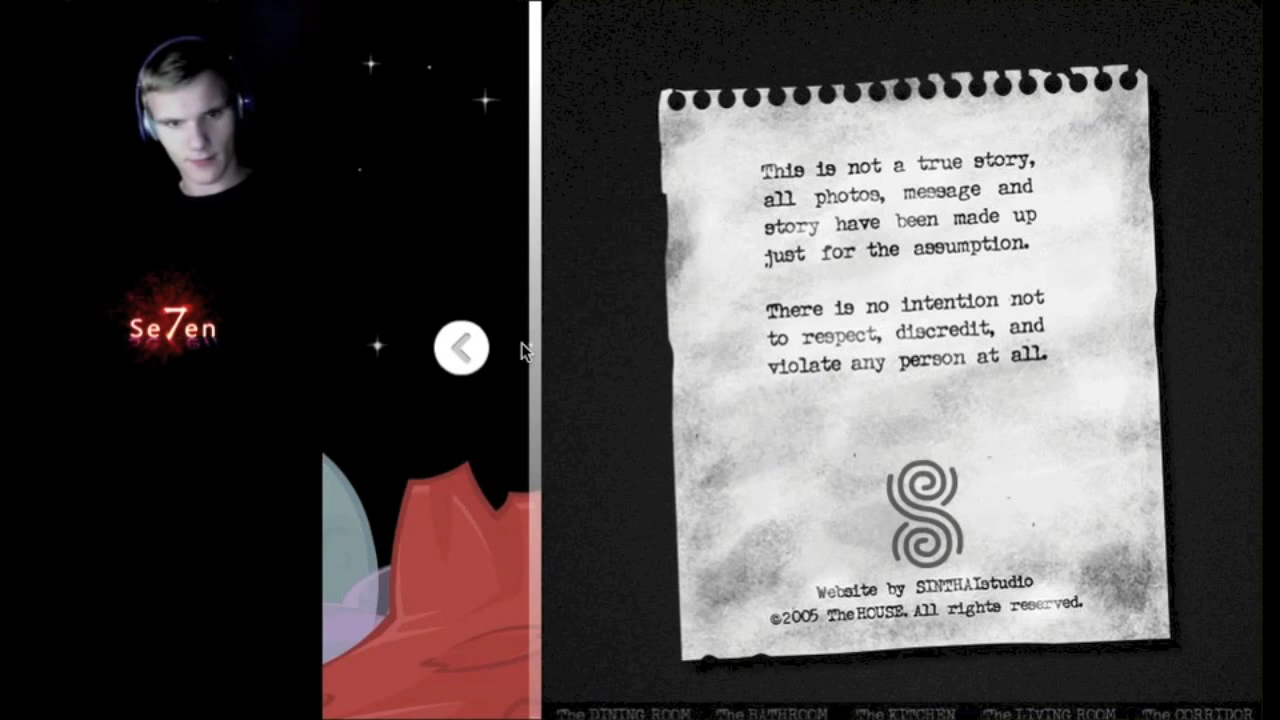 Se7en
This is not a true story,
all photos, message and
story have been made up
just for the assumption.
There is no intention not
to respect, discredit, and
violate any person at all.
Website by SINTHAIstudio
©2005 The HOUSE. All rights reserved.
The DINING ROOM The BATHROOM The KITCHEN The LIVING ROOM The CORRIDOR